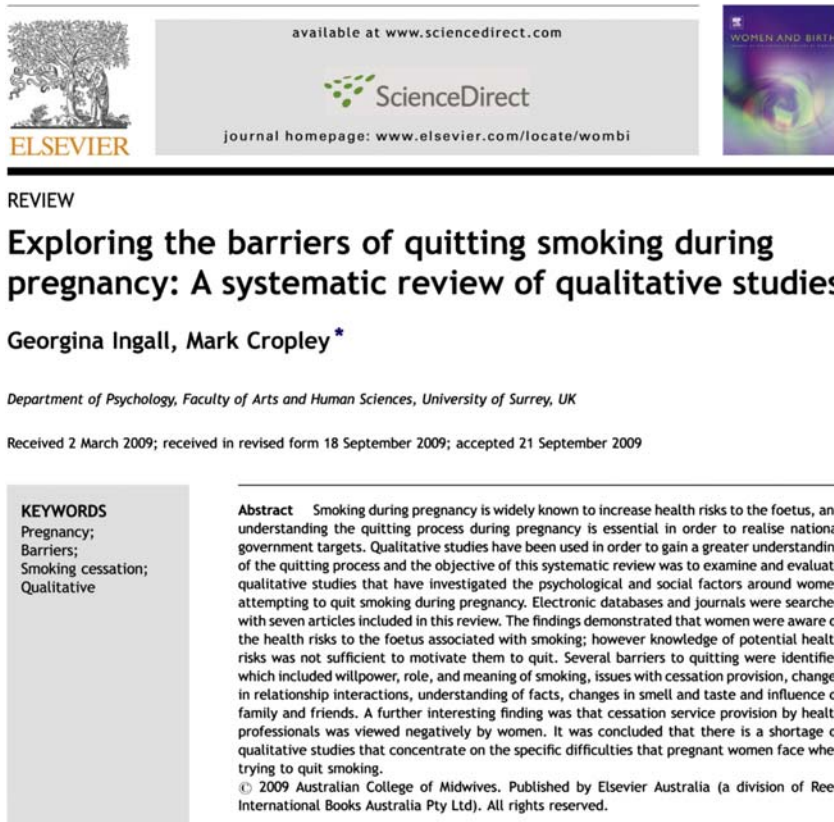 available at www.sciencedirect.com
WOMEN AND BIRTH
ScienceDirect
ELSEVIER
journal homepage: www.elsevier.com/locate/wombi
REVIEW
Exploring the barriers of quitting smoking during
pregnancy: A systematic review of qualitative studies
Georgina Ingall, Mark Cropley*
Department of Psychology, Faculty of Arts and Human Sciences, University of Surrey, UK
Received 2 March 2009; received in revised form 18 September 2009; accepted 21 September 2009
KEYWORDS
Pregnancy;
Barriers;
Smoking cessation;
Qualitative
Abstract Smoking during pregnancy is widely known to increase health risks to the foetus, an
understanding the quitting process during pregnancy is essential in order to realise nationa
government targets. Qualitative studies have been used in order to gain a greater understandin
of the quitting process and the objective of this systematic review was to examine and evaluat
qualitative studies that have investigated the psychological and social factors around wome
attempting to quit smoking during pregnancy. Electronic databases and journals were searche
with seven articles included in this review. The findings demonstrated that women were aware o
the health risks to the foetus associated with smoking; however knowledge of potential healt
risks was not sufficient to motivate them to quit. Several barriers to quitting were identifie
which included willpower, role, and meaning of smoking, issues with cessation provision, change
in relationship interactions, understanding of facts, changes in smell and taste and influence o
family and friends. A further interesting finding was that cessation service provision by healt
professionals was viewed negatively by women. It was concluded that there is a shortage o
qualitative studies that concentrate on the specific difficulties that pregnant women face whe
trying to quit smoking.
© 2009 Australian College of Midwives. Published by Elsevier Australia (a division of Ree
International Books Australia Pty Ltd). All rights reserved.